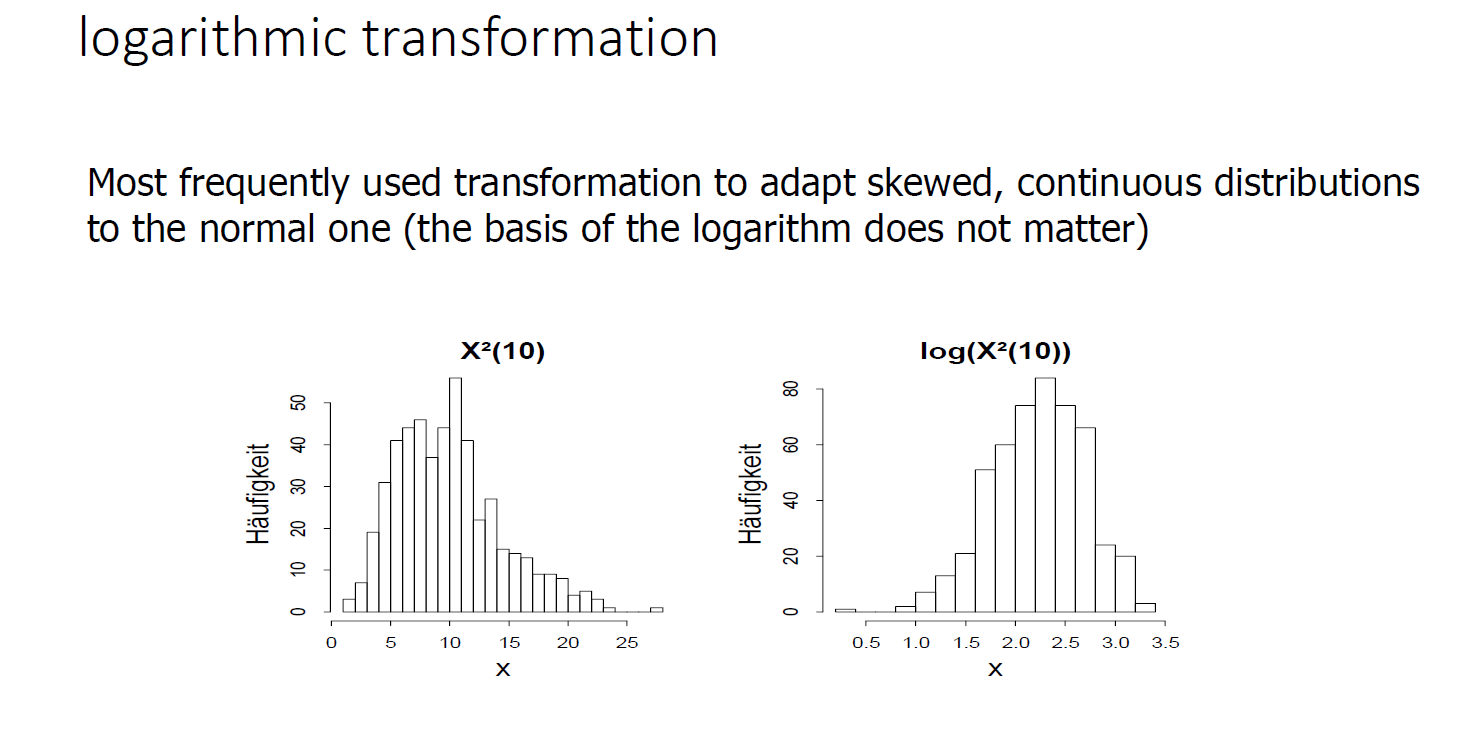 logarithmic transformation
Most frequently used transformation to adapt skewed, continuous distributions
to the normal one (the basis of the logarithm does not matter)
X²(10)
Häufigkeit
0 10 20 30 40 50
0 5 10 15 20 25
x
log(X²(10))
Häufigkeit
0 20 40 60 80
0.5 1.0 1.5 2.0 2.5 3.0 3.5
x